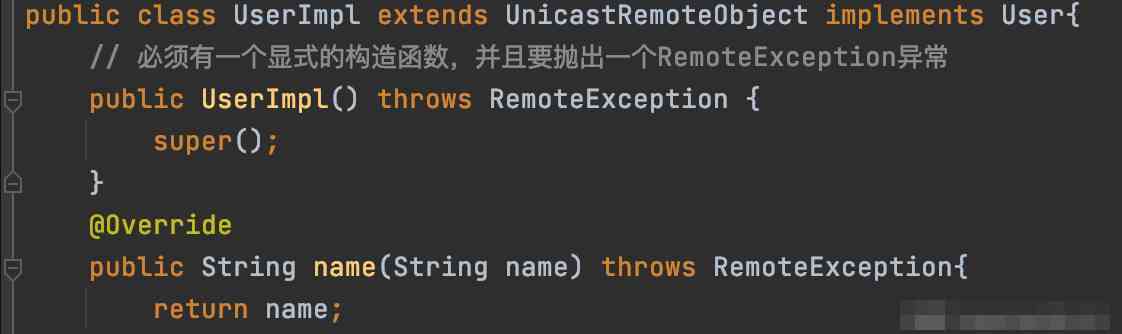 public class UserImpl extends UnicastRemoteObject implements User{
// 必须有一个显式的构造函数，并且要抛出一个RemoteException异常
public UserImpl() throws RemoteException {
super();
}
@Override
public String name(String name) throws RemoteException{
return name;